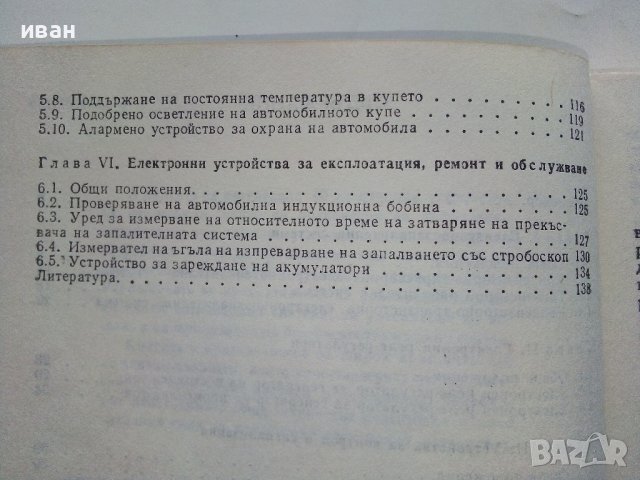 иван
5.8. Поддържане на постоянна температура в купето . . . . . . . . . 116
5.9. Подобрено осветление на автомобилното купе . . . . . . . . . . 119
5.10. Алармено устройство за охрана на автомобила . . . . . . . . . 121
Глава VI. Електронни устройства за експлоатация, ремонт и обслужване
6.1. Общи положения. . . . . . . . . . . . . . . . . . . . . . . . 125
6.2. Проверяване на автомобилна индукционна бобина . . . . . . . . 126
6.3. Уред за измерване на относителното време на затваряне на прекъс-
свача на запалителната система . . . . . . . . . . . . . . . . . . 127
6.4. Измервател на ъгъла на изпреварване на запалването със стробоскоп 130
6.5. Устройство за зареждане на акумулатори . . . . . . . . . . . . 134
Литература. . . . . . . . . . . . . . . . . . . . . . . . . . . . 138
BAZAR